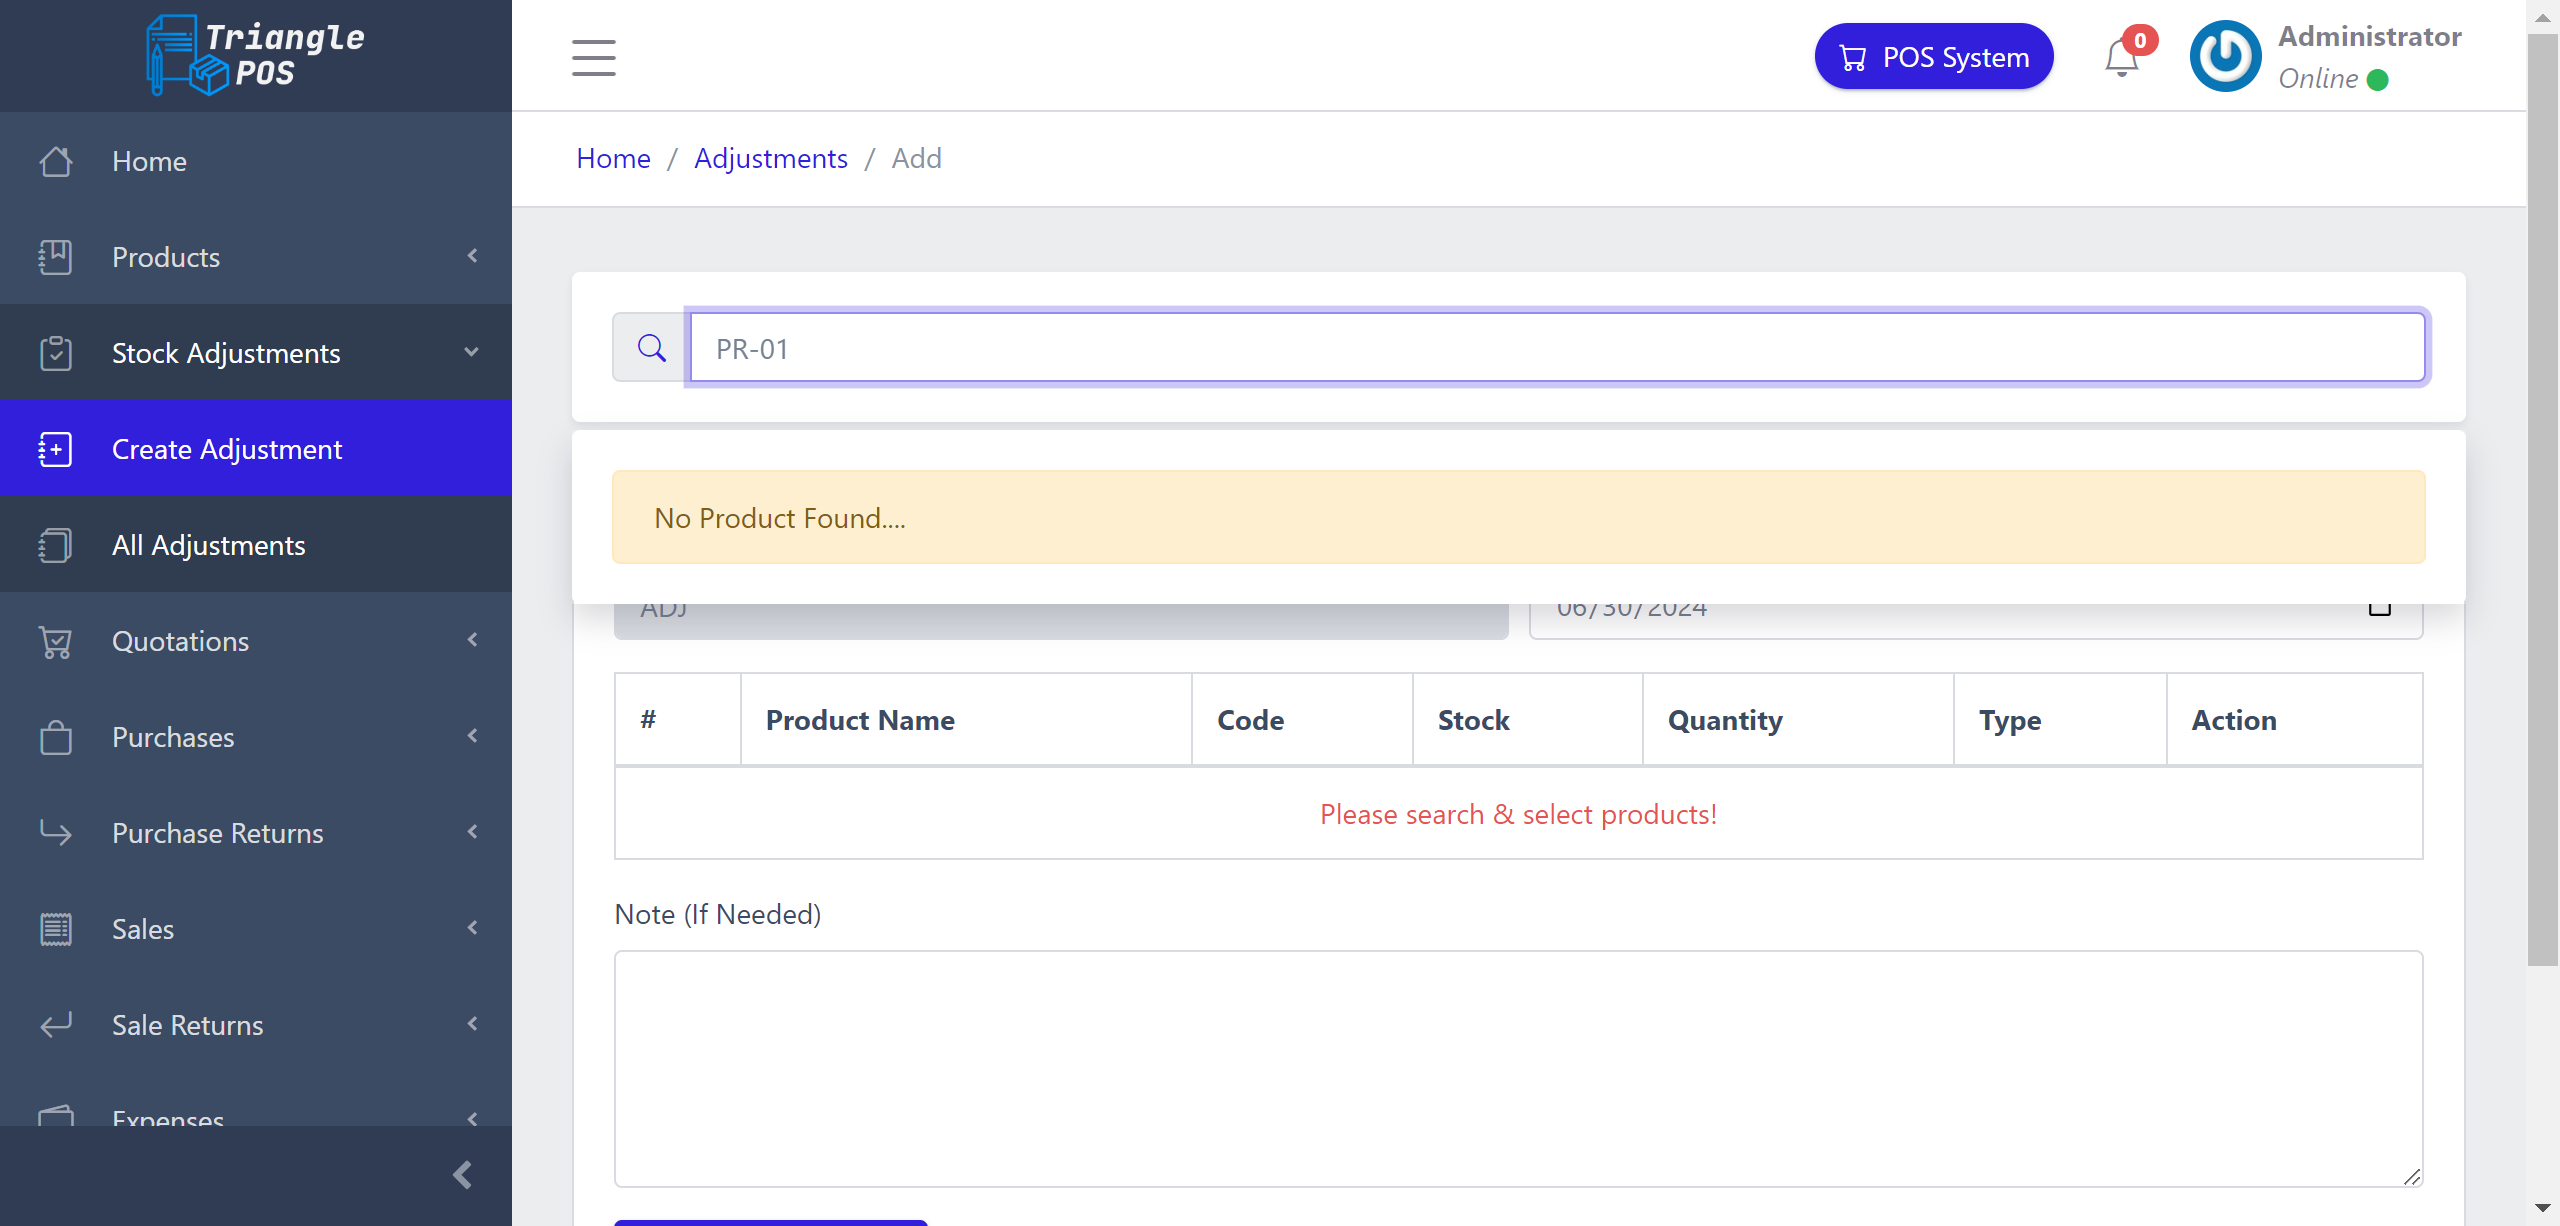 Triangle
POS
Home
Products
Stock Adjustments
Create Adjustment
All Adjustments
Quotations
Purchases
Purchase Returns
Sales
Sale Returns
Expenses
POS System
0
Administrator
Online
Home / Adjustments / Add
PR-01
No Product Found....
ADJ
06/30/2024
# Product Name Code Stock Quantity Type Action
Please search & select products!
Note (If Needed)